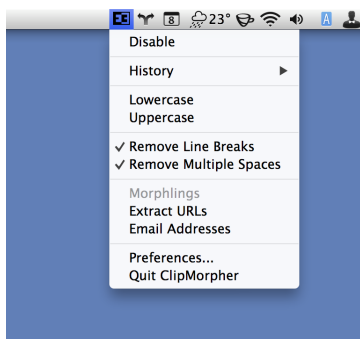 8 23° A
Disable
History
Lowercase
Uppercase
Remove Line Breaks
Remove Multiple Spaces
Morphlings
Extract URLs
Email Addresses
Preferences...
Quit ClipMorpher